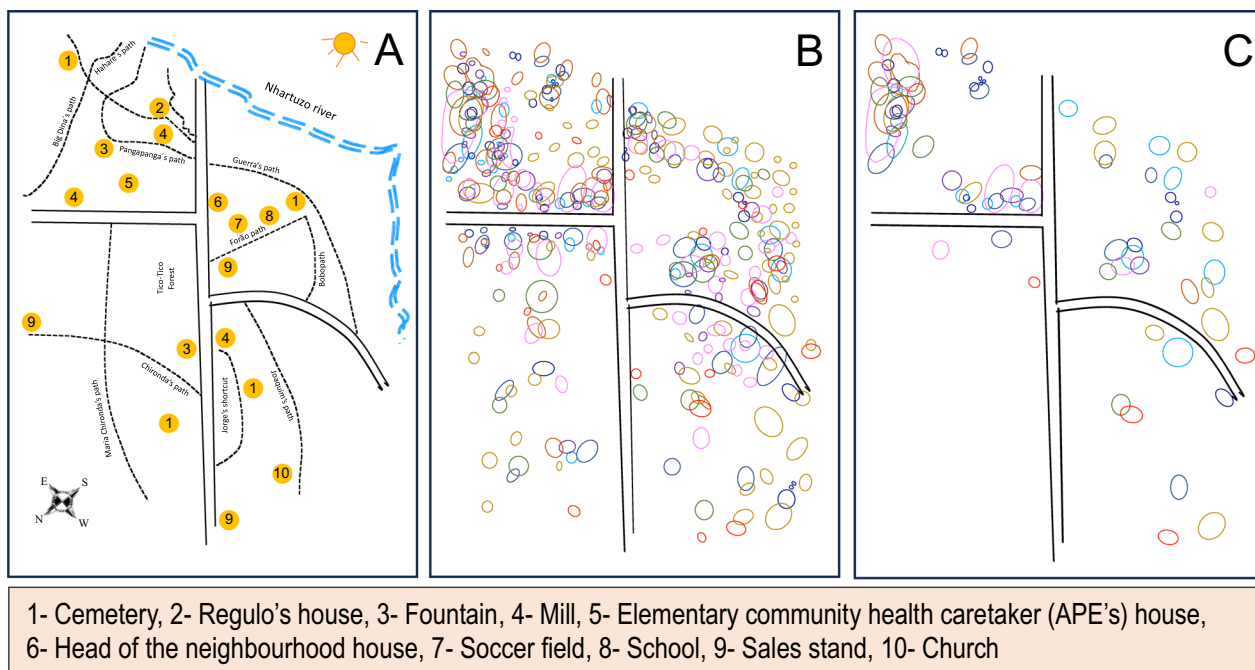 A
B
C
1
Hahare's path
Nhartuzo river
Big Dina's path
2
4
3
Pangapanga's path
Guerra's path
5
4
6
1
8
7
Forão path
9
Bobopath
Tico-Tico
Forest
9
4
3
Chironda's path
Joaquim's path
Jorge's shortcut
1
Maria Chironda's path
1
10
E
S
N
W
9
1- Cemetery, 2- Regulo's house, 3- Fountain, 4- Mill, 5- Elementary community health caretaker (APE's) house,
6- Head of the neighbourhood house, 7- Soccer field, 8- School, 9- Sales stand, 10- Church